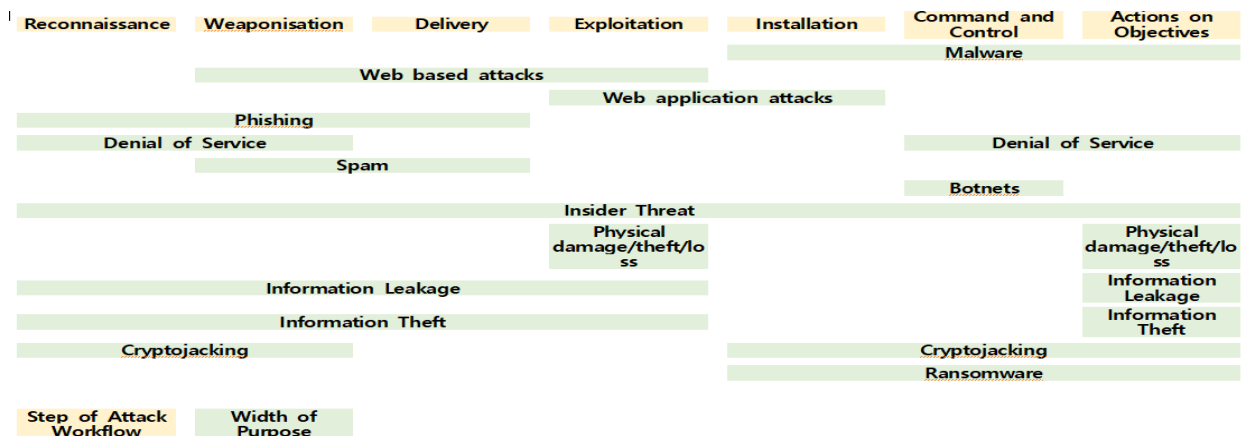 Reconnaissance Weaponisation Delivery Exploitation Installation Command and Control Actions on Objectives
Malware
Web based attacks
Web application attacks
Phishing
Denial of Service Denial of Service
Spam
Botnets
Insider Threat
Physical damage/theft/lo ss Physical damage/theft/lo ss
Information Leakage Information Leakage
Information Theft Information Theft
Cryptojacking Cryptojacking
Ransomware
Step of Attack Workflow Width of Purpose